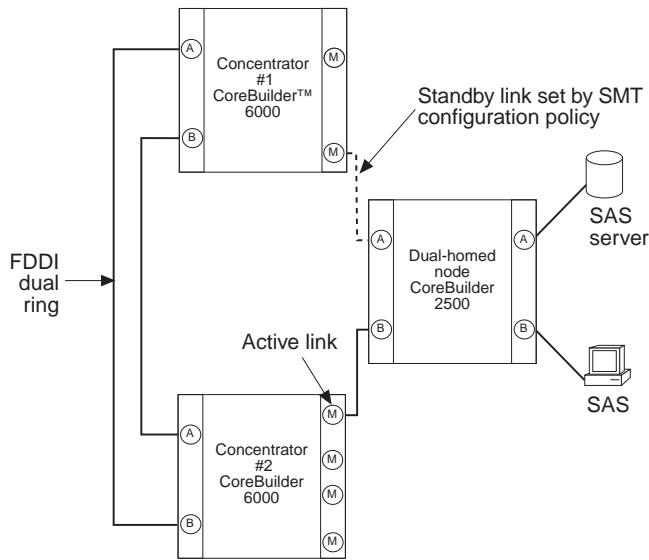 A
Concentrator
#1
CoreBuilder™
6000
M
B
M
Standby link set by SMT
configuration policy
SAS
server
FDDI
dual
ring
A
Dual-homed
node
CoreBuilder
2500
A
B
B
Active link
SAS
A
Concentrator
#2
CoreBuilder
6000
M
M
M
B
M